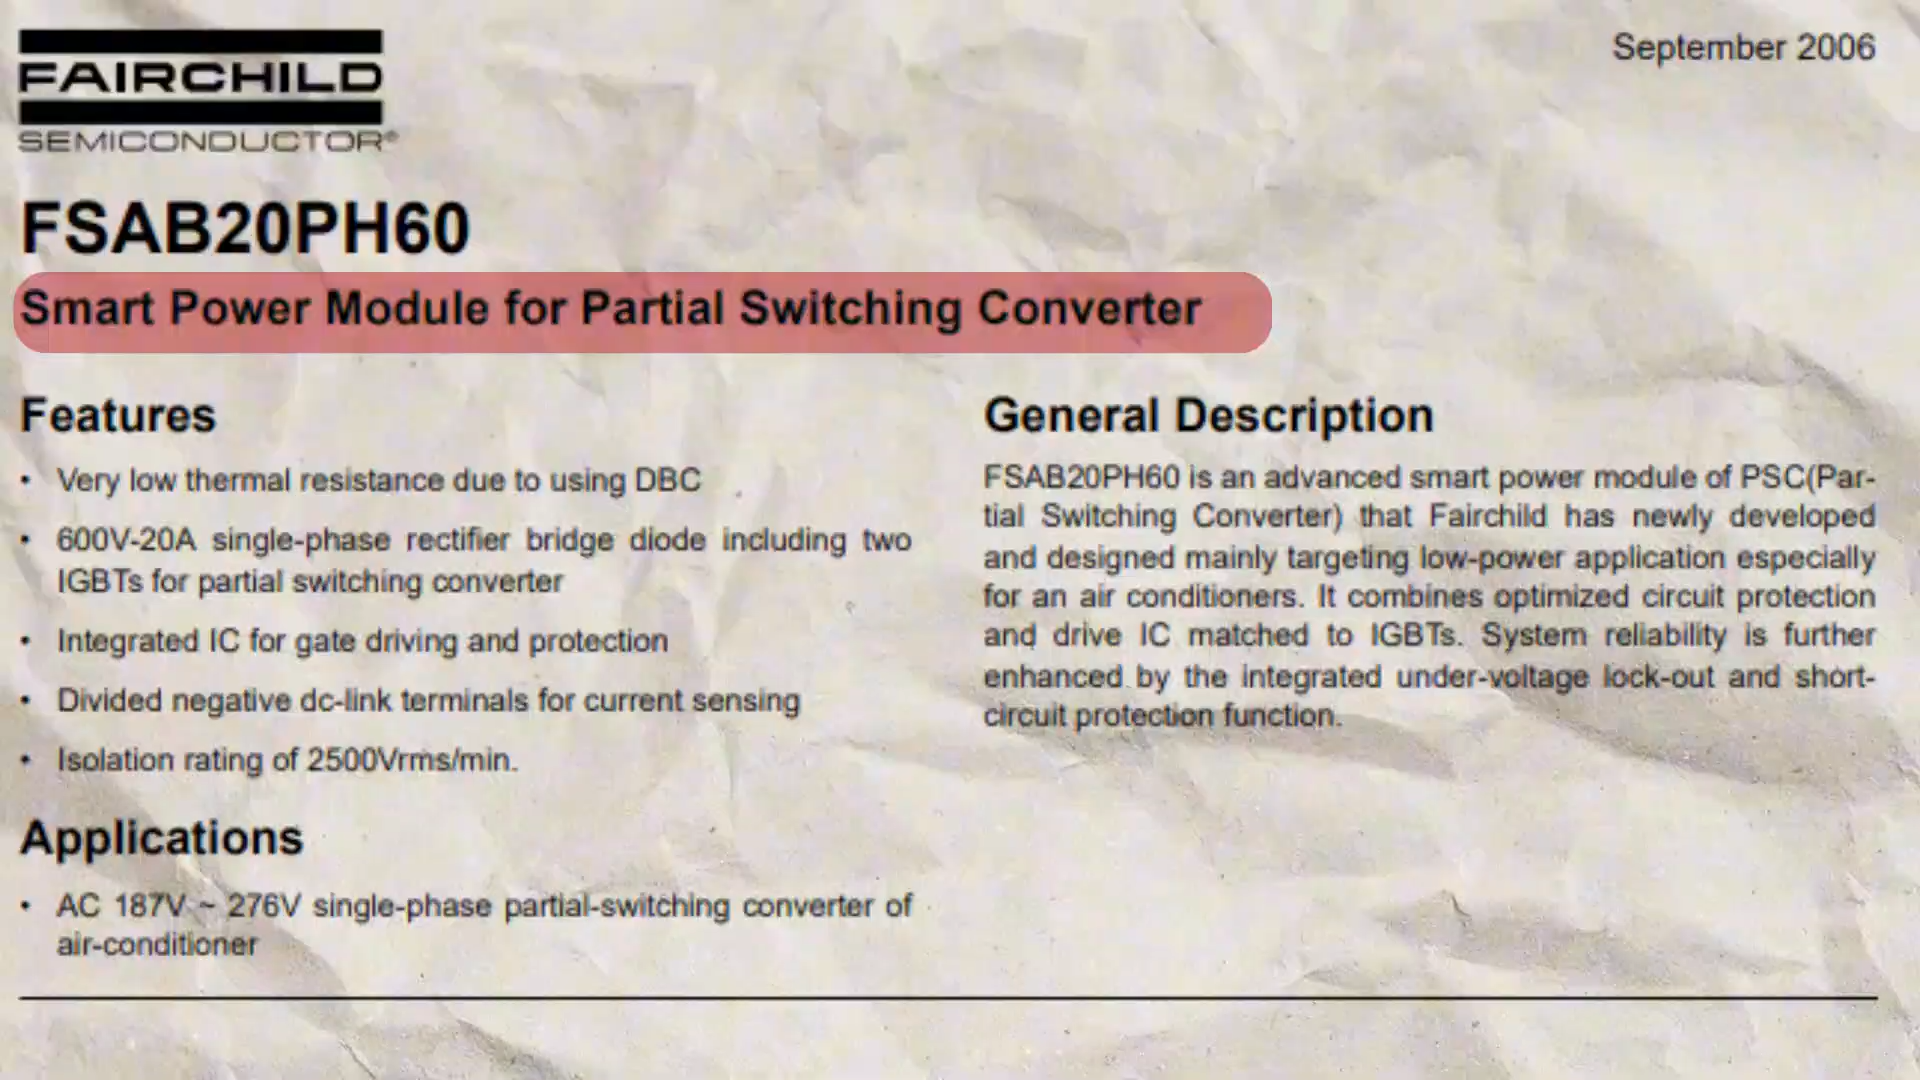 FAIRCHILD
SEMICONDUCTOR®
September 2006
FSAB20PH60
Smart Power Module for Partial Switching Converter
Features
• Very low thermal resistance due to using DBC
• 600V-20A single-phase rectifier bridge diode including two
IGBTs for partial switching converter
• Integrated IC for gate driving and protection
• Divided negative dc-link terminals for current sensing
• Isolation rating of 2500Vrms/min.
Applications
• AC 187V ~ 276V single-phase partial-switching converter of
air-conditioner
General Description
FSAB20PH60 is an advanced smart power module of PSC(Par-
tial Switching Converter) that Fairchild has newly developed
and designed mainly targeting low-power application especially
for an air conditioners. It combines optimized circuit protection
and drive IC matched to IGBTs. System reliability is further
enhanced by the integrated under-voltage lock-out and short-
circuit protection function.